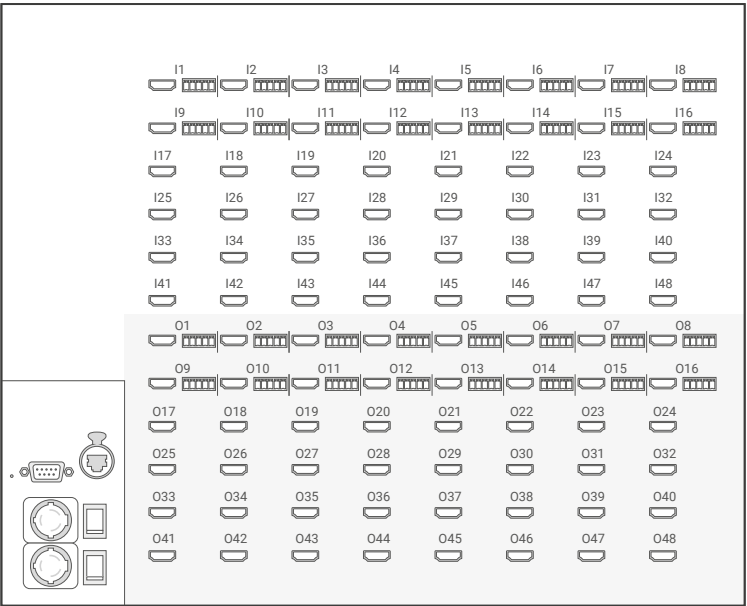 I1 I2 I3 I4 I5 I6 I7 I8
I9 I10 I11 I12 I13 I14 I15 I16
I17 I18 I19 I20 I21 I22 I23 I24
I25 I26 I27 I28 I29 I30 I31 I32
I33 I34 I35 I36 I37 I38 I39 I40
I41 I42 I43 I44 I45 I46 I47 I48
O1 O2 O3 O4 O5 O6 O7 O8
O9 O10 O11 O12 O13 O14 O15 O16
O17 O18 O19 O20 O21 O22 O23 O24
O25 O26 O27 O28 O29 O30 O31 O32
O33 O34 O35 O36 O37 O38 O39 O40
O41 O42 O43 O44 O45 O46 O47 O48